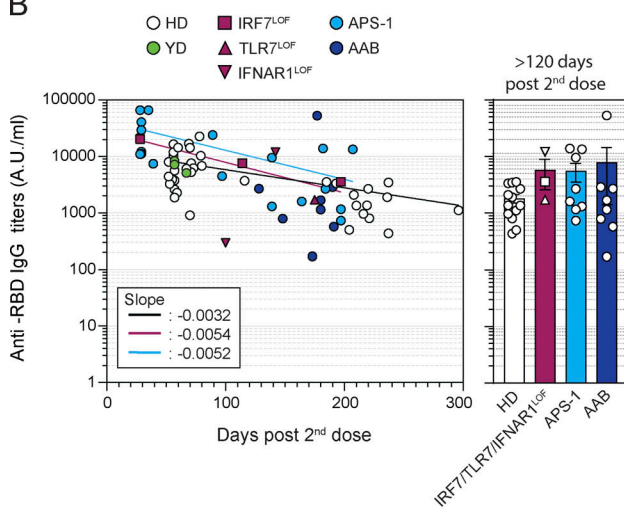 B
HD
IRF7LOF
APS-1
YD
TLR7LOF
AAB
IFNAR1LOF
>120 days
post 2nd dose
Anti -RBD IgG titers (A.U./ml)
100000
10000
1000
100
10
1
Slope
: -0.0032
: -0.0054
: -0.0052
0
100
200
300
Days post 2nd dose
HD
IRF7/TLR7/IFNAR1LOF
APS-1
AAB